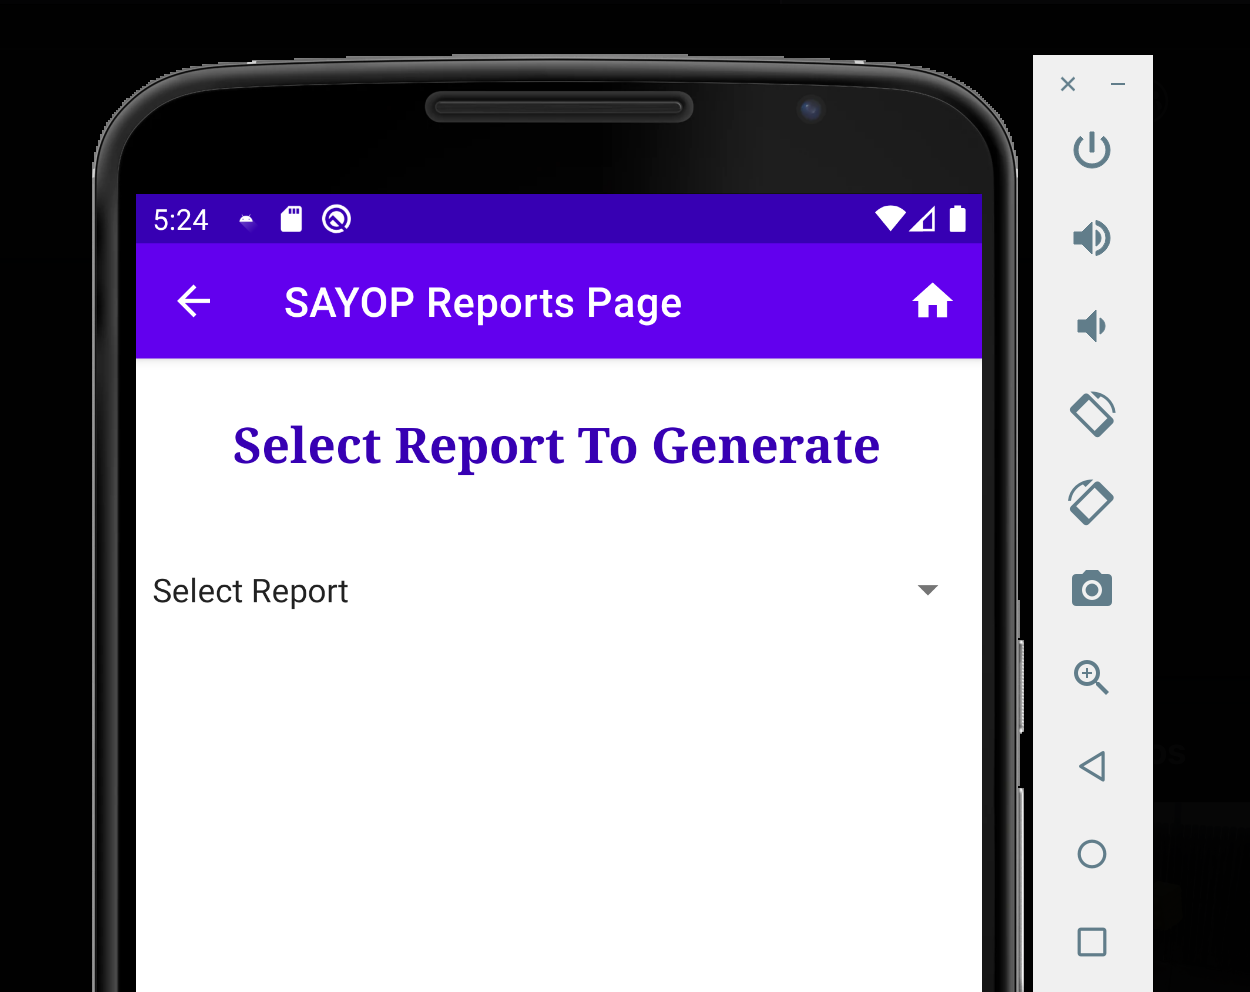 5:24
SAYOP Reports Page
Select Report To Generate
Select Report